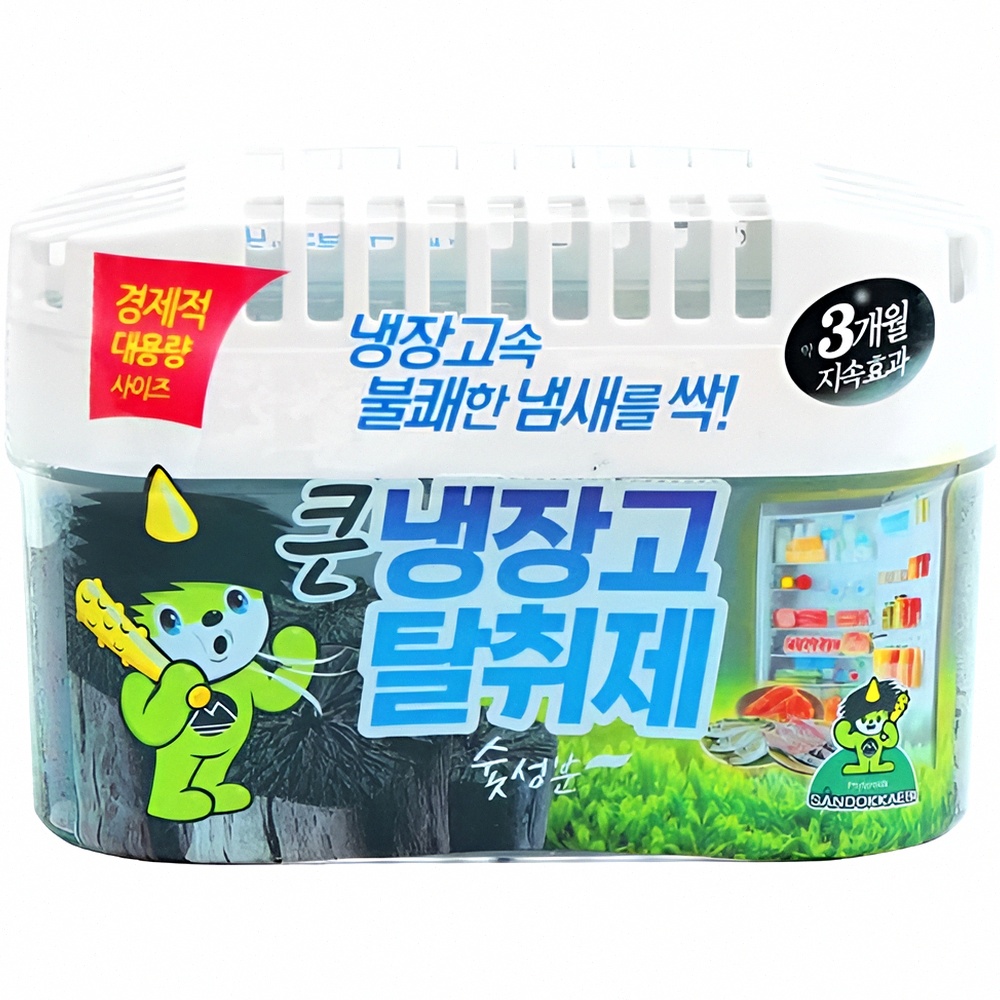 경제적
대용량
사이즈
약 3개월
지속효과
냉장고속
불쾌한 냄새를 싹!
큰 냉장고
탈취제
숯성분
SANDOKKAEBI